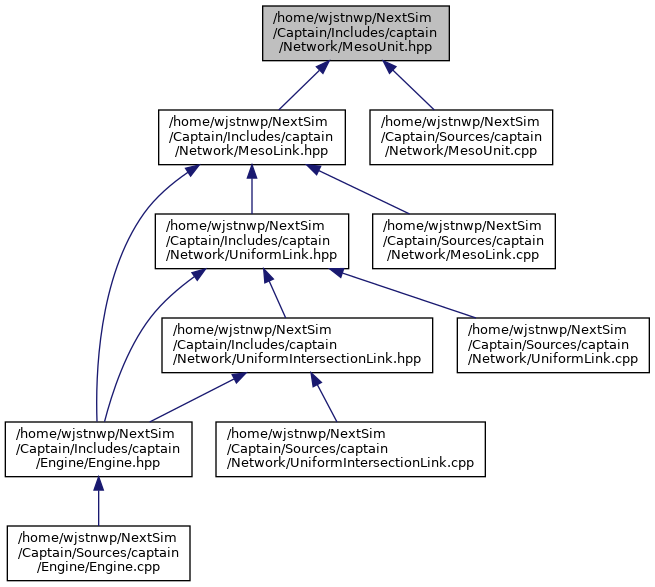 /home/wjstnwp/NextSim
/Captain/Includes/captain
/Network/MesoUnit.hpp
/home/wjstnwp/NextSim
/Captain/Includes/captain
/Network/MesoLink.hpp
/home/wjstnwp/NextSim
/Captain/Sources/captain
/Network/MesoUnit.cpp
/home/wjstnwp/NextSim
/Captain/Includes/captain
/Network/UniformLink.hpp
/home/wjstnwp/NextSim
/Captain/Sources/captain
/Network/MesoLink.cpp
/home/wjstnwp/NextSim
/Captain/Includes/captain
/Network/UniformIntersectionLink.hpp
/home/wjstnwp/NextSim
/Captain/Sources/captain
/Network/UniformLink.cpp
/home/wjstnwp/NextSim
/Captain/Includes/captain
/Engine/Engine.hpp
/home/wjstnwp/NextSim
/Captain/Sources/captain
/Network/UniformIntersectionLink.cpp
/home/wjstnwp/NextSim
/Captain/Sources/captain
/Engine/Engine.cpp